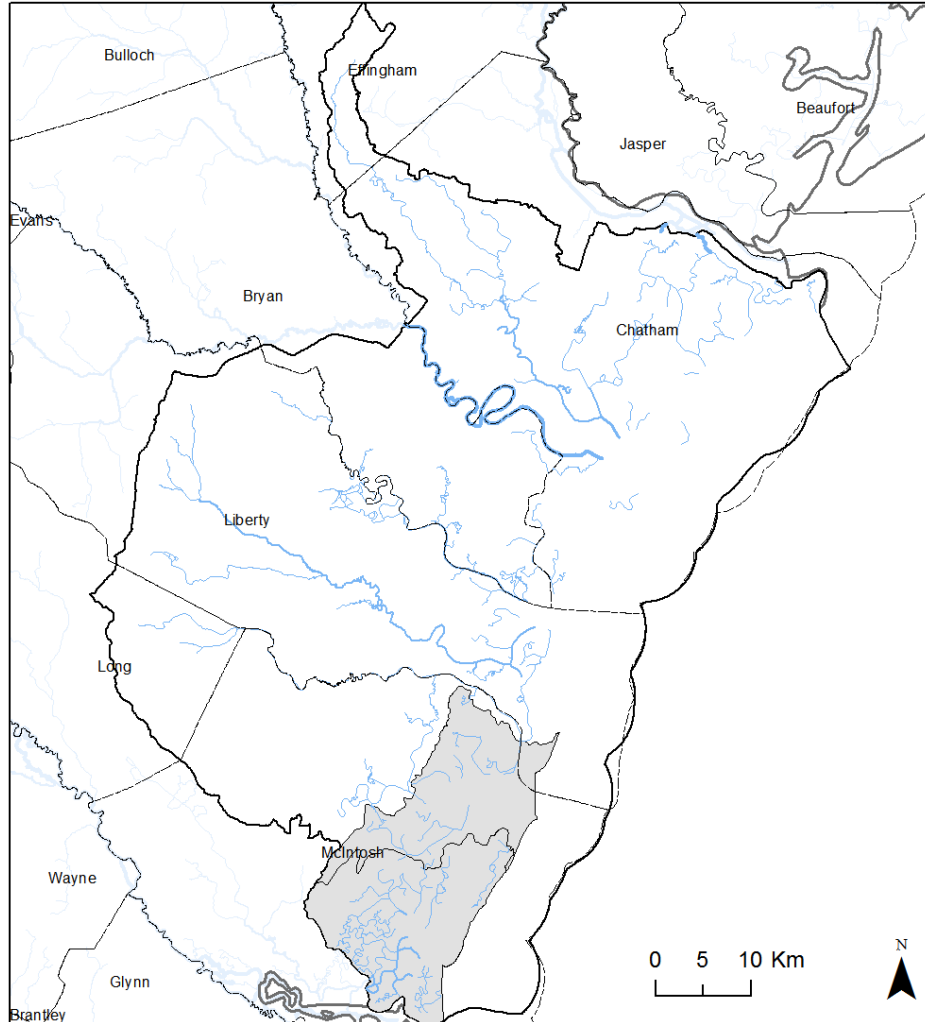 Bulloch
Effingham
Beaufort
Jasper
Evans
Bryan
Chatham
Liberty
Long
McIntosh
Wayne
Glynn
Brantley
0 5 10 Km
N